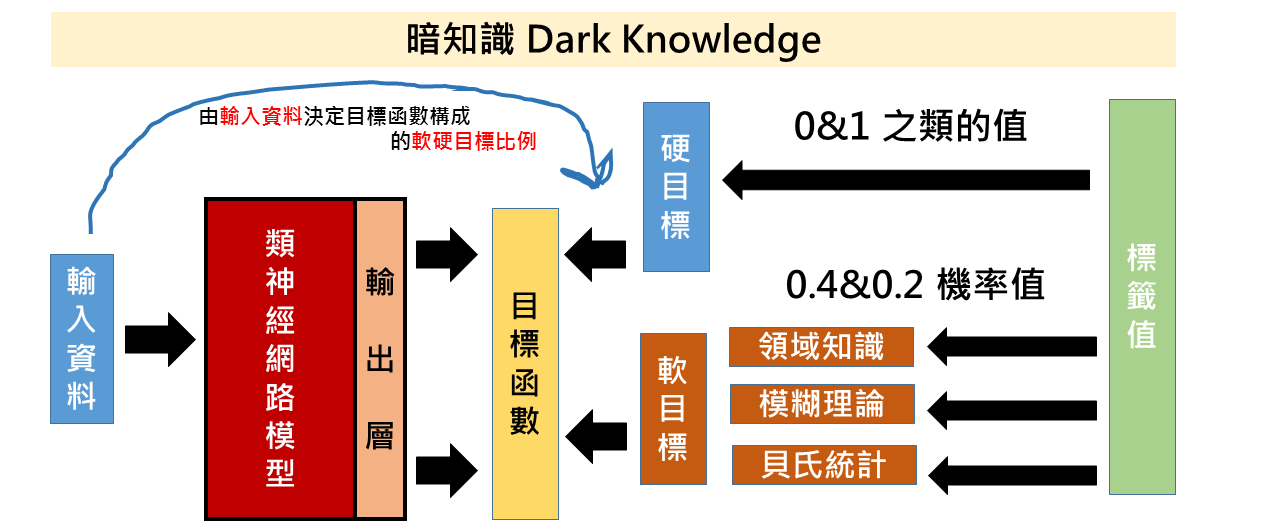 暗知識 Dark Knowledge
由輸入資料決定目標函數構成
的軟硬目標比例
輸入資料
類神經網路模型
輸出層
目標函數
硬目標
0&1 之類的值
0.4&0.2 機率值
軟目標
領域知識
模糊理論
貝氏統計
標籤值